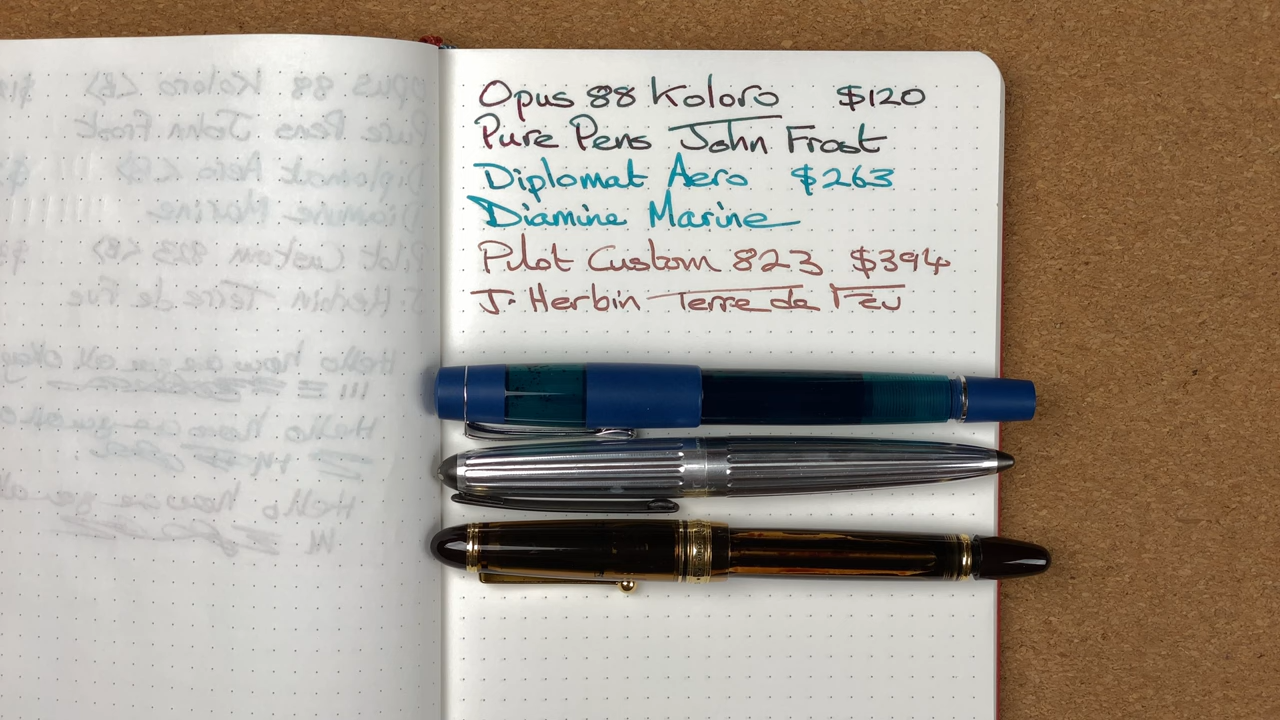 Opus 88 Koloro $120
Pure Pens John Frost
Diplomat Aero $263
Diamine Marine
Pilot Custom 823 $394
J. Herbin Terre de Feu